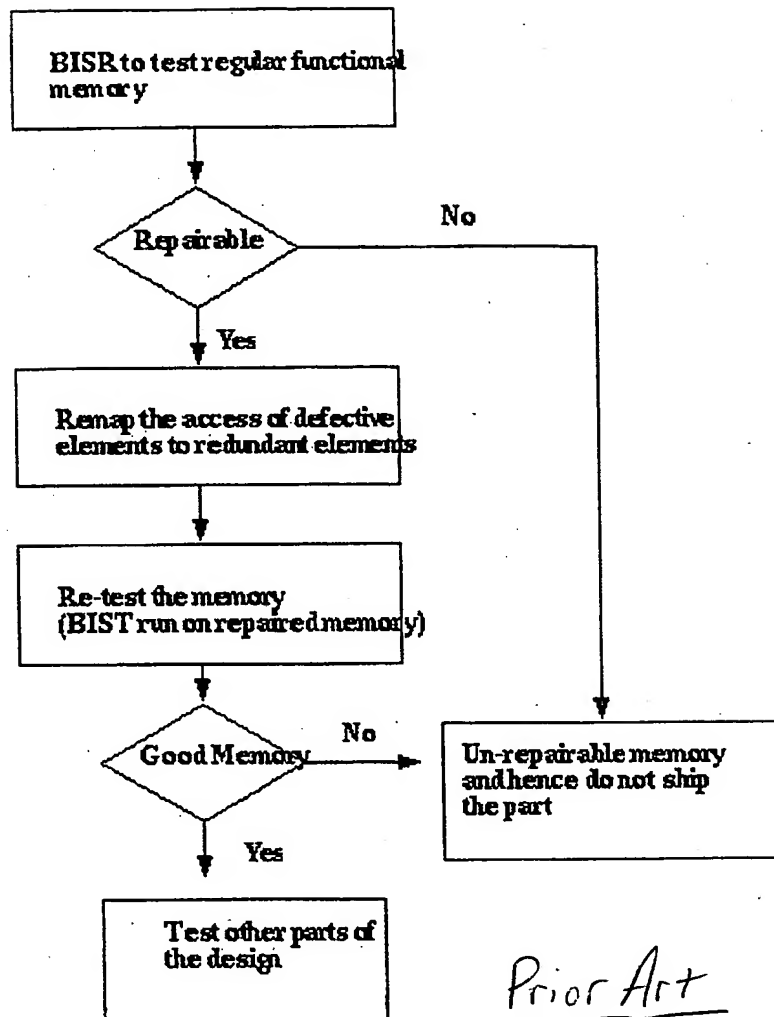 BISR to test regular functional
memory
Repairable
No
Yes
Remap the access of defective
elements to redundant elements
Re-test the memory
(BIST run on repaired memory)
Good Memory
No
Un-repairable memory
and hence do not ship
the part
Yes
Test other parts of
the design
Prior Art